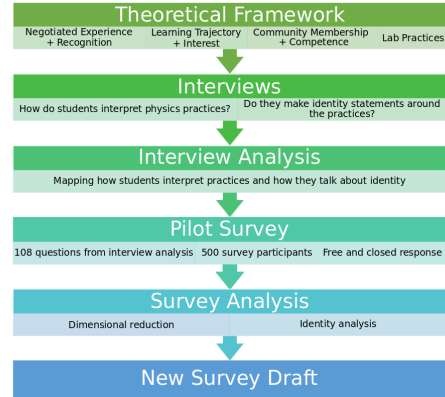 Theoretical Framework
Negotiated Experience + Recognition
Learning Trajectory + Interest
Community Membership + Competence
Lab Practices
Interviews
How do students interpret physics practices?
Do they make identity statements around the practices?
Interview Analysis
Mapping how students interpret practices and how they talk about identity
Pilot Survey
108 questions from interview analysis
500 survey participants
Free and closed response
Survey Analysis
Dimensional reduction
Identity analysis
New Survey Draft